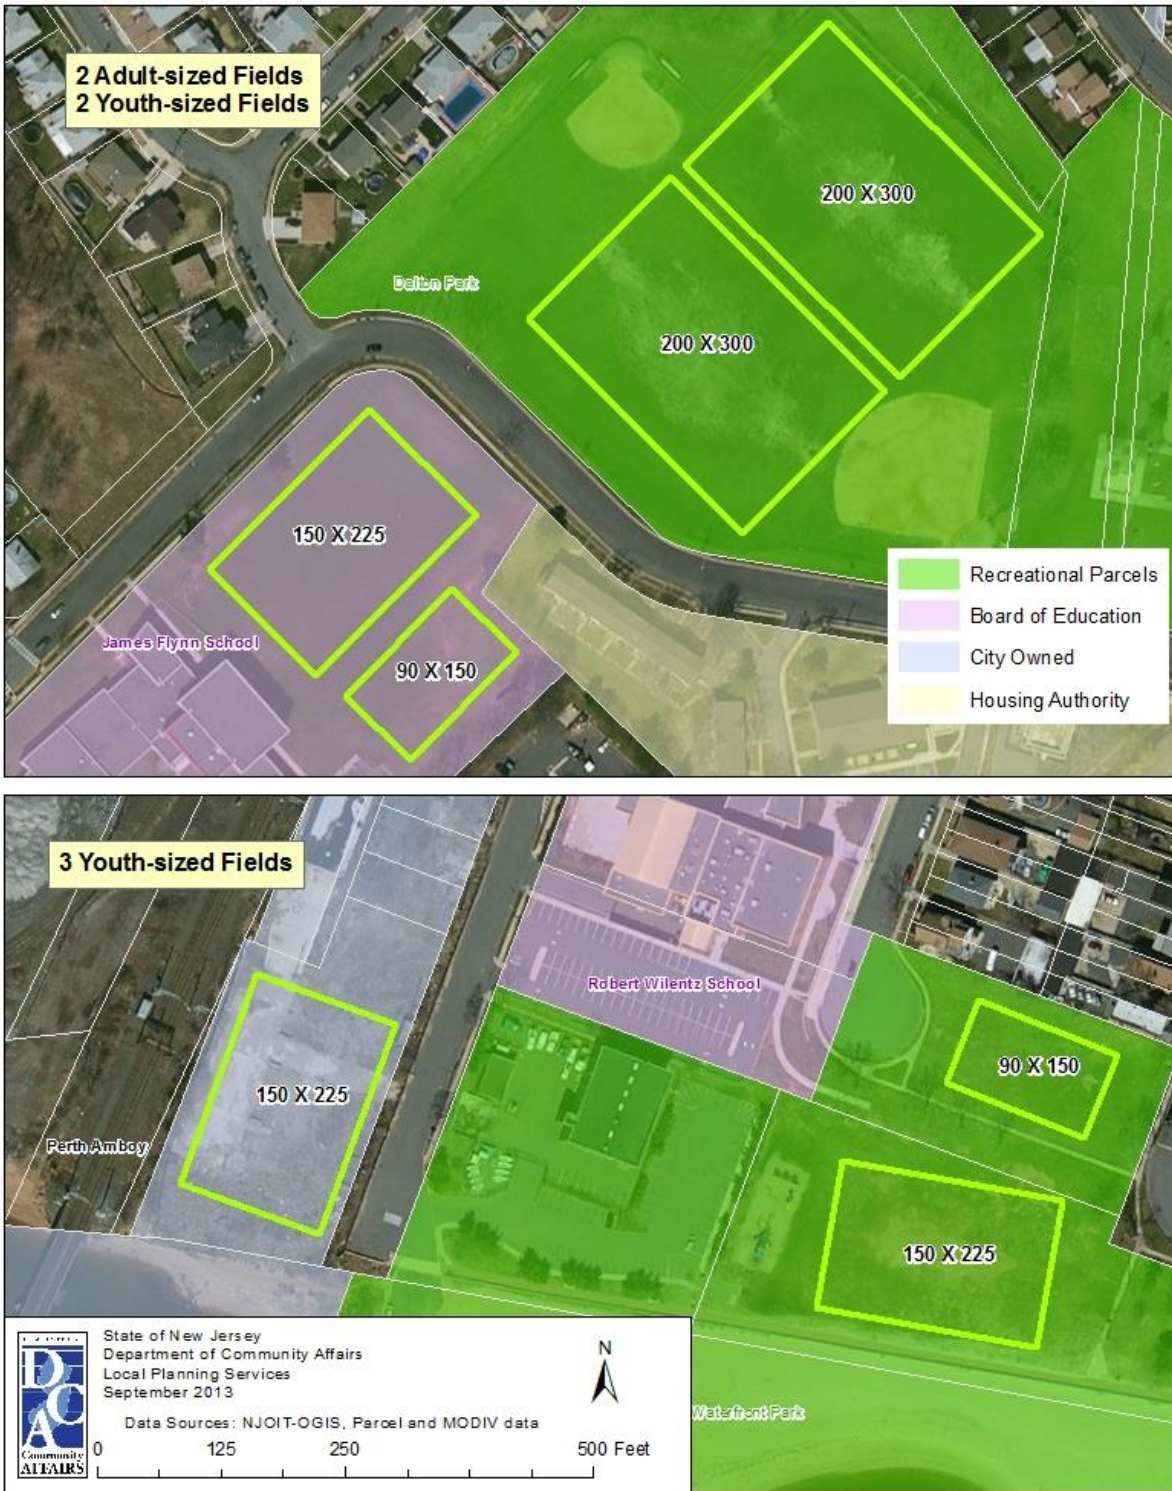 2 Adult-sized Fields
2 Youth-sized Fields
200 X 300
Dalton Park
200 X 300
150 X 225
James Flynn School
90 X 150
Recreational Parcels
Board of Education
City Owned
Housing Authority
3 Youth-sized Fields
Robert Wilentz School
90 X 150
150 X 225
Perth Amboy
150 X 225
Waterfront Park
DCA
Community
AFFAIRS
State of New Jersey
Department of Community Affairs
Local Planning Services
September 2013
N
Data Sources: NJOIT-OGIS, Parcel and MODIV data
0 125 250 500 Feet